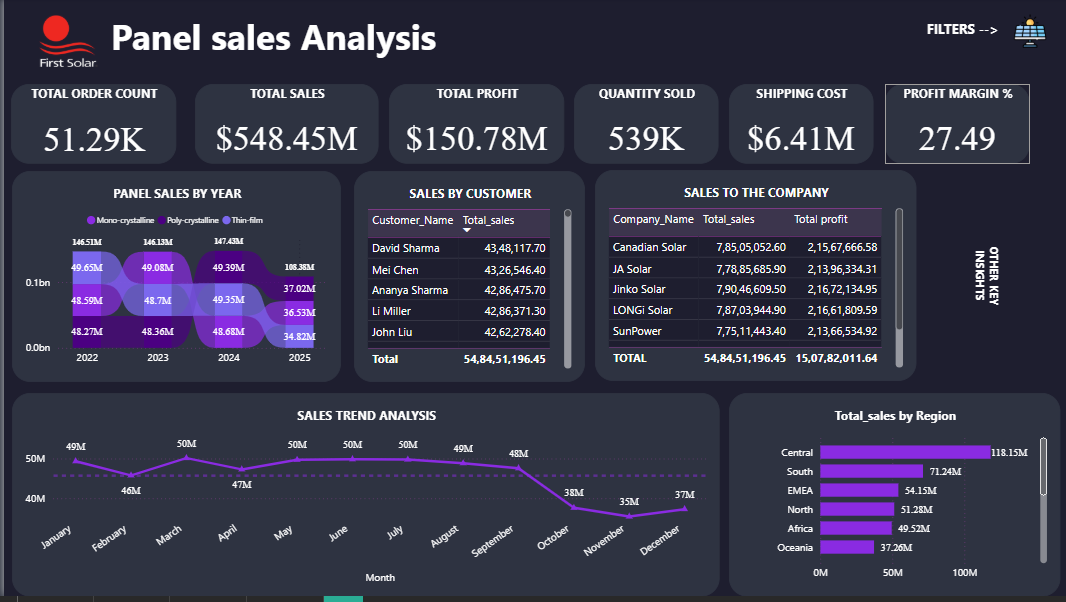 First Solar
Panel sales Analysis
FILTERS -->
TOTAL ORDER COUNT
51.29K
TOTAL SALES
$548.45M
TOTAL PROFIT
$150.78M
QUANTITY SOLD
539K
SHIPPING COST
$6.41M
PROFIT MARGIN %
27.49
PANEL SALES BY YEAR
Mono-crystalline Poly-crystalline Thin-film
146.51M 146.13M 147.43M 108.38M
49.65M 49.08M 49.39M 37.02M
0.1bn
48.59M 48.7M 49.35M 36.53M
48.27M 48.36M 48.68M 34.82M
0.0bn
2022 2023 2024 2025
SALES BY CUSTOMER
Customer_Name Total_sales
David Sharma 43,48,117.70
Mei Chen 43,26,546.40
Ananya Sharma 42,86,475.70
Li Miller 42,86,371.30
John Liu 42,62,278.40
Total 54,84,51,196.45
SALES TO THE COMPANY
Company_Name Total_sales Total profit
Canadian Solar 7,85,05,052.60 2,15,67,666.58
JA Solar 7,78,85,685.90 2,13,96,334.31
Jinko Solar 7,90,46,609.50 2,16,72,134.95
LONGi Solar 7,87,03,944.90 2,16,61,809.59
SunPower 7,75,11,443.40 2,13,66,534.92
TOTAL 54,84,51,196.45 15,07,82,011.64
OTHER KEY
INSIGHTS
SALES TREND ANALYSIS
50M
40M
49M 46M 50M 47M 50M 50M 50M 49M 48M 38M 35M 37M
January February March April May June July August September October November December
Month
Total_sales by Region
Central 118.15M
South 71.24M
EMEA 54.15M
North 51.28M
Africa 49.52M
Oceania 37.26M
0M 50M 100M